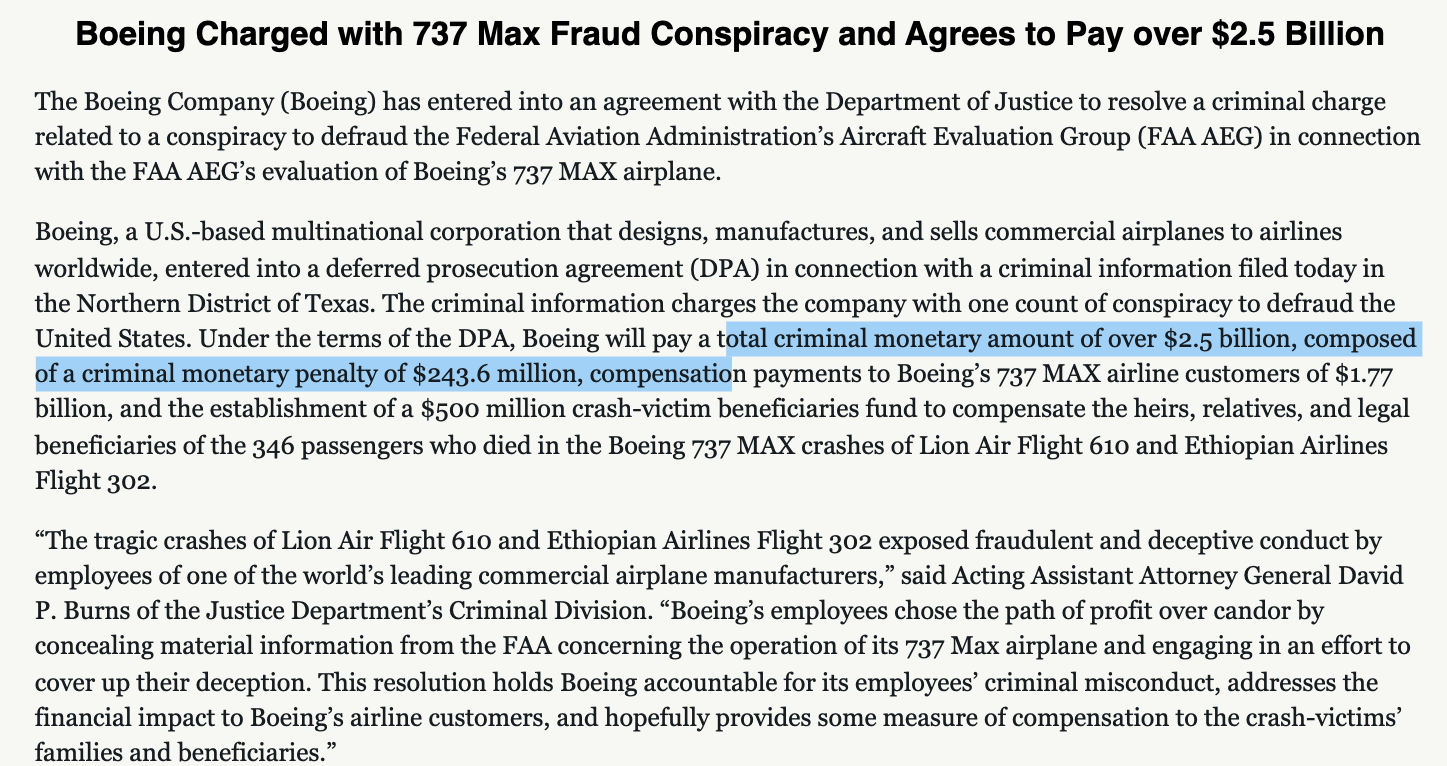 Boeing Charged with 737 Max Fraud Conspiracy and Agrees to Pay over $2.5 Billion
The Boeing Company (Boeing) has entered into an agreement with the Department of Justice to resolve a criminal charge
related to a conspiracy to defraud the Federal Aviation Administration’s Aircraft Evaluation Group (FAA AEG) in connection
with the FAA AEG’s evaluation of Boeing’s 737 MAX airplane.
Boeing, a U.S.-based multinational corporation that designs, manufactures, and sells commercial airplanes to airlines
worldwide, entered into a deferred prosecution agreement (DPA) in connection with a criminal information filed today in
the Northern District of Texas. The criminal information charges the company with one count of conspiracy to defraud the
United States. Under the terms of the DPA, Boeing will pay a total criminal monetary amount of over $2.5 billion, composed
of a criminal monetary penalty of $243.6 million, compensation payments to Boeing’s 737 MAX airline customers of $1.77
billion, and the establishment of a $500 million crash-victim beneficiaries fund to compensate the heirs, relatives, and legal
beneficiaries of the 346 passengers who died in the Boeing 737 MAX crashes of Lion Air Flight 610 and Ethiopian Airlines
Flight 302.
“The tragic crashes of Lion Air Flight 610 and Ethiopian Airlines Flight 302 exposed fraudulent and deceptive conduct by
employees of one of the world’s leading commercial airplane manufacturers,” said Acting Assistant Attorney General David
P. Burns of the Justice Department’s Criminal Division. “Boeing’s employees chose the path of profit over candor by
concealing material information from the FAA concerning the operation of its 737 Max airplane and engaging in an effort to
cover up their deception. This resolution holds Boeing accountable for its employees’ criminal misconduct, addresses the
financial impact to Boeing’s airline customers, and hopefully provides some measure of compensation to the crash-victims’
families and beneficiaries.”